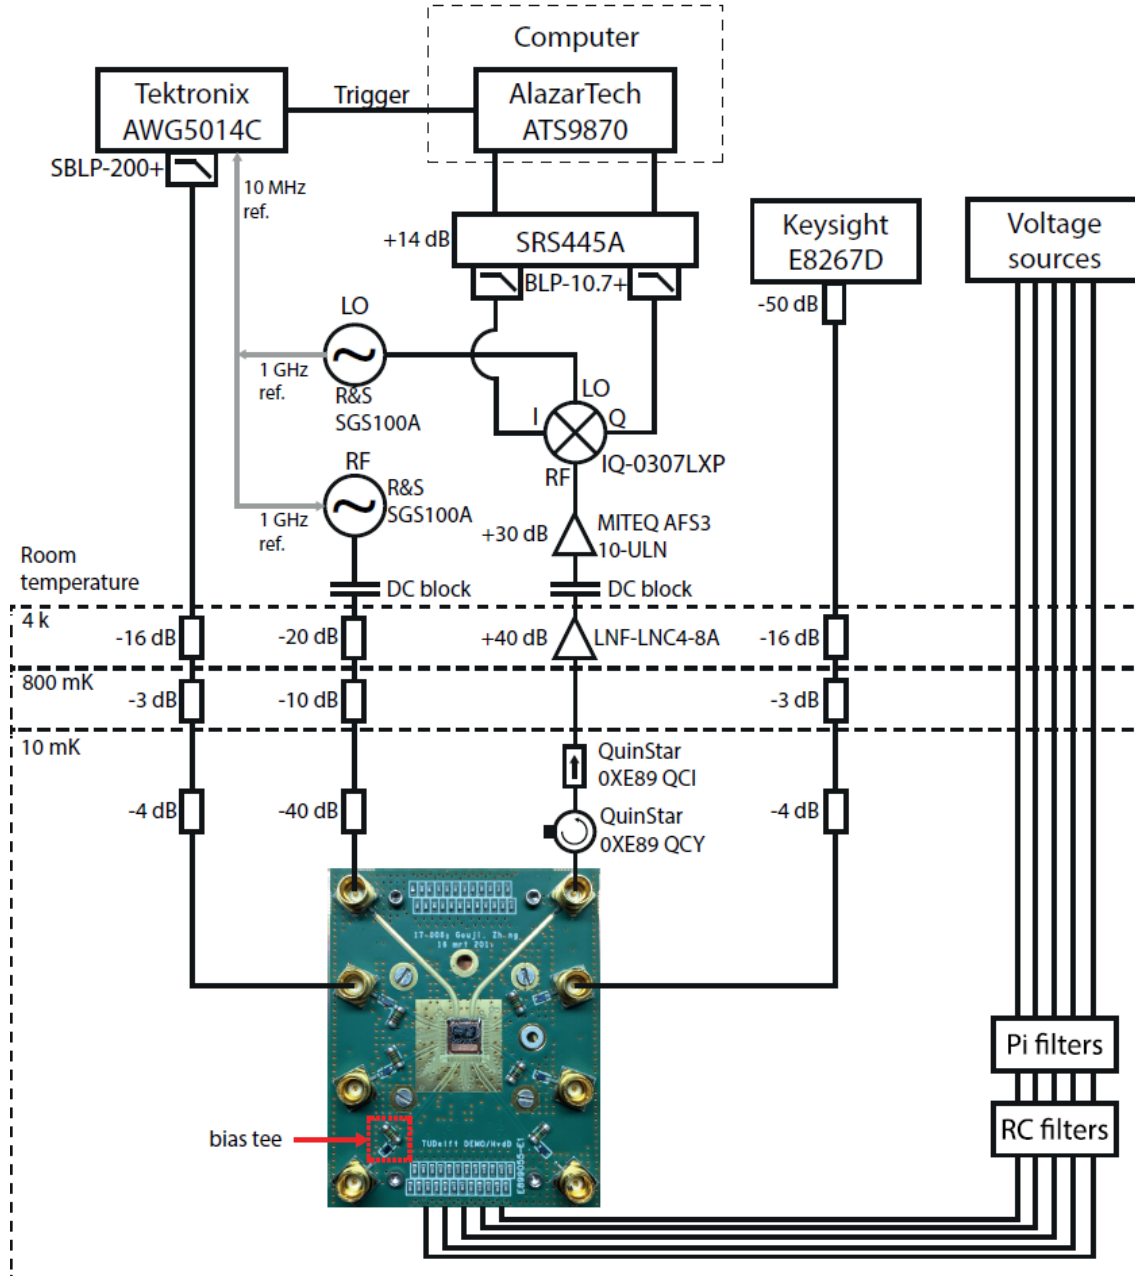 Computer
Tektronix
AWG5014C
Trigger
AlazarTech
ATS9870
SBLP-200+
10 MHz
ref.
+14 dB
SRS445A
BLP-10.7+
Keysight
E8267D
-50 dB
Voltage
sources
LO
1 GHz
ref.
R&S
SGS100A
LO
I
Q
RF
IQ-0307LXP
RF
R&S
SGS100A
1 GHz
ref.
+30 dB
MITEQ AFS3
10-ULN
Room
temperature
DC block
DC block
4 k
-16 dB
-20 dB
+40 dB
LNF-LNC4-8A
-16 dB
800 mK
-3 dB
-10 dB
-3 dB
10 mK
QuinStar
0XE89 QCI
-4 dB
-40 dB
QuinStar
0XE89 QCY
-4 dB
Pi filters
RC filters
bias tee
TUDelft DEMO/HvdD